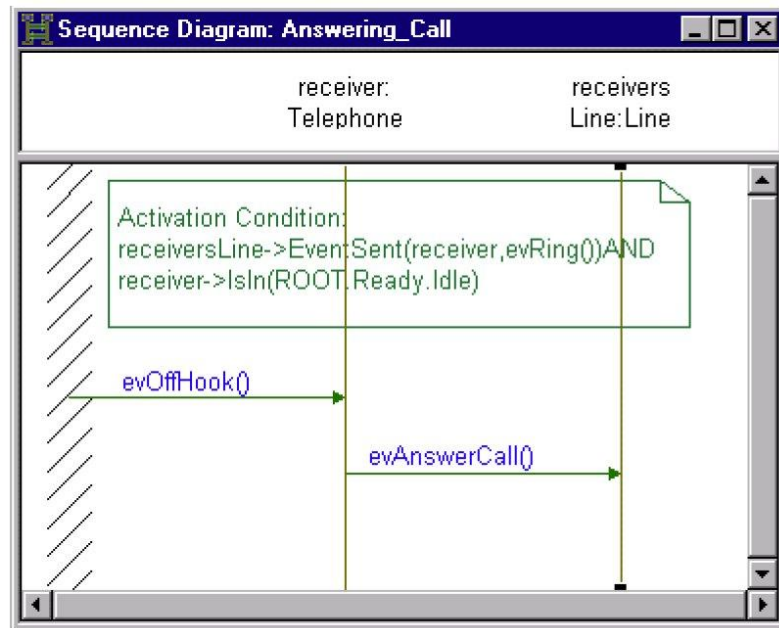 Sequence Diagram: Answering_Call
receiver:
Telephone
receivers
Line:Line
Activation Condition:
receiversLine->EventSent(receiver,evRing())AND
receiver->IsIn(ROOT.Ready.Idle)
evOffHook()
evAnswerCall()